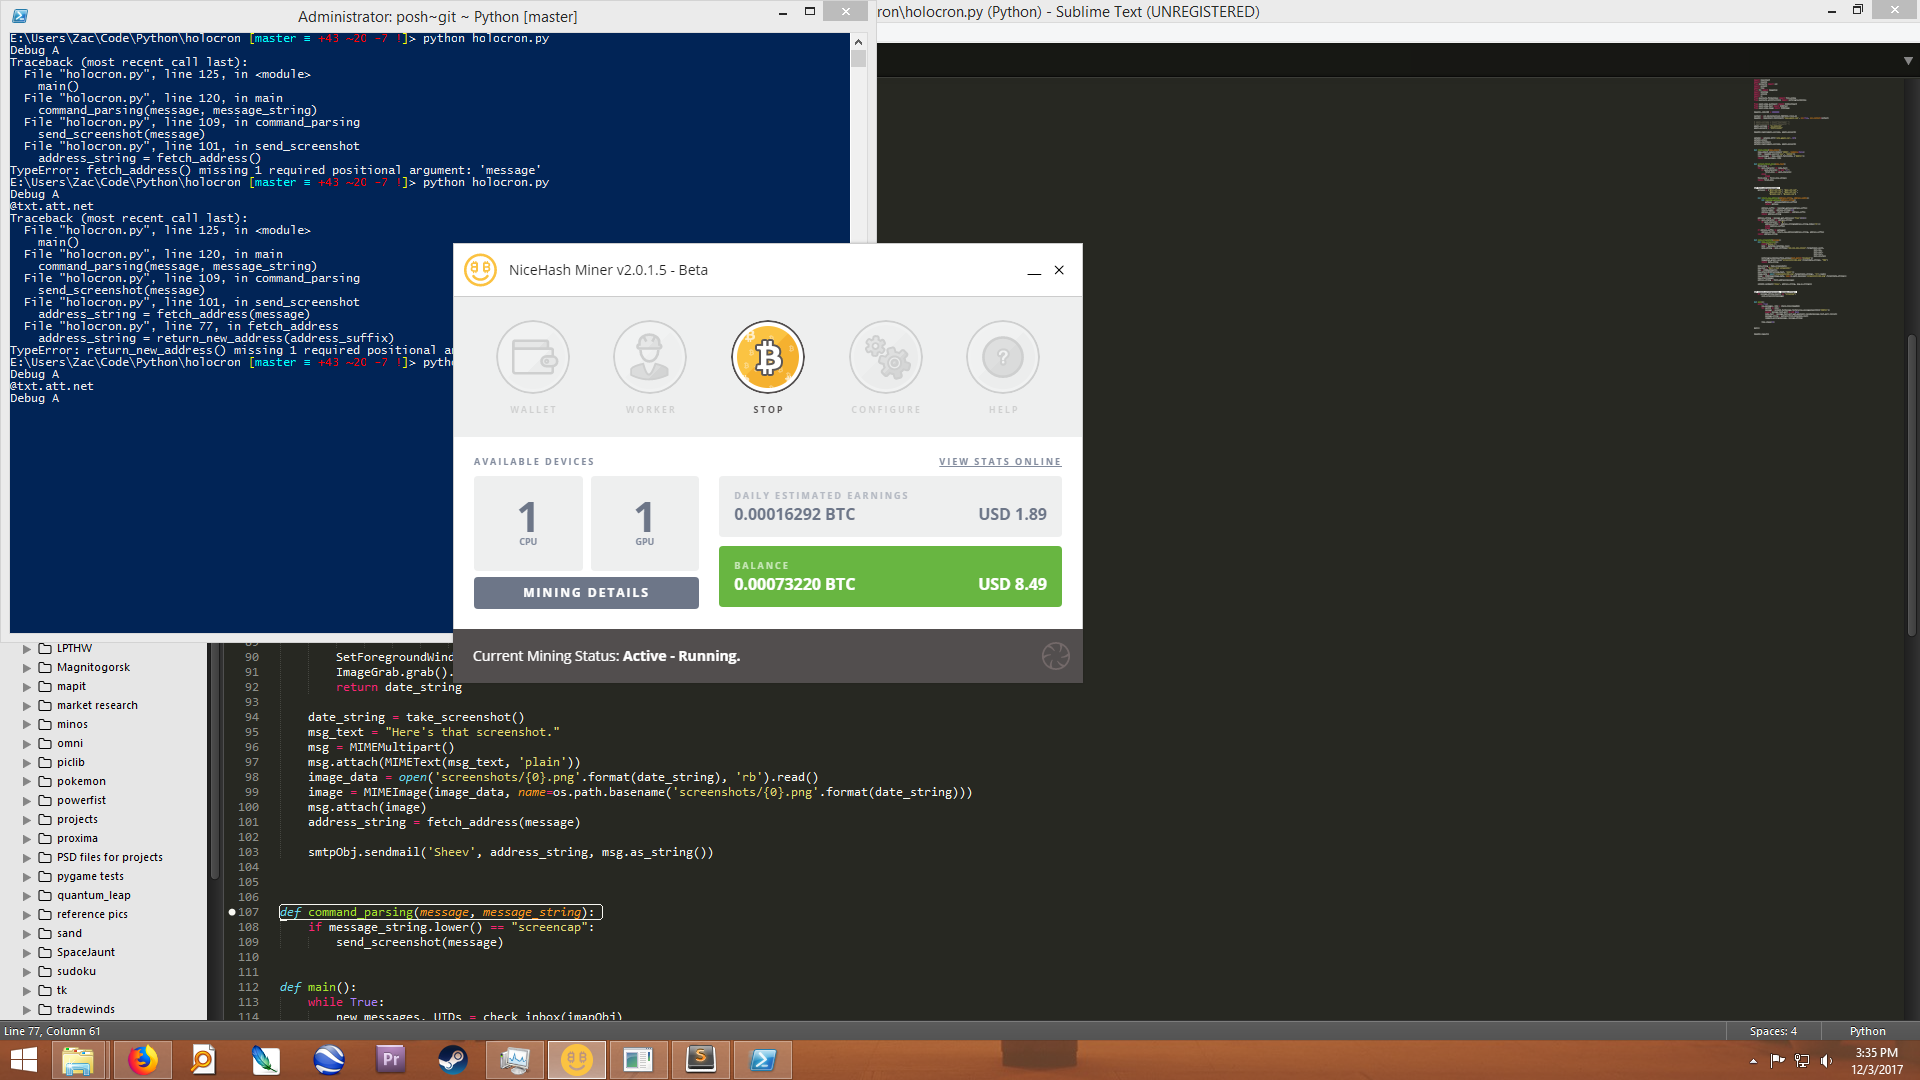 Administrator: posh~git ~ Python [master]
ron\holocron.py (Python) - Sublime Text (UNREGISTERED)
E:\Users\Zac\Code\Python\holocron [master ≡ +43 ~20 -7 !]> python holocron.py
Debug A
Traceback (most recent call last):
  File "holocron.py", line 125, in <module>
    main()
  File "holocron.py", line 120, in main
    command_parsing(message, message_string)
  File "holocron.py", line 109, in command_parsing
    send_screenshot(message)
  File "holocron.py", line 101, in send_screenshot
    address_string = fetch_address()
TypeError: fetch_address() missing 1 required positional argument: 'message'
E:\Users\Zac\Code\Python\holocron [master ≡ +43 ~20 -7 !]> python holocron.py
Debug A
@txt.att.net
Traceback (most recent call last):
  File "holocron.py", line 125, in <module>
    main()
  File "holocron.py", line 120, in main
    command_parsing(message, message_string)
  File "holocron.py", line 109, in command_parsing
    send_screenshot(message)
  File "holocron.py", line 101, in send_screenshot
    address_string = fetch_address(message)
  File "holocron.py", line 77, in fetch_address
    address_string = return_new_address(address_suffix)
TypeError: return_new_address() missing 1 required positional a
E:\Users\Zac\Code\Python\holocron [master ≡ +43 ~20 -7 !]> pyth
Debug A
@txt.att.net
Debug A
NiceHash Miner v2.0.1.5 - Beta
WALLET
WORKER
STOP
CONFIGURE
HELP
AVAILABLE DEVICES
VIEW STATS ONLINE
1
CPU
1
GPU
MINING DETAILS
DAILY ESTIMATED EARNINGS
0.00016292 BTC USD 1.89
BALANCE
0.00073220 BTC USD 8.49
Current Mining Status: Active - Running.
LPTHW
Magnitogorsk
mapit
market research
minos
omni
piclib
pokemon
powerfist
projects
proxima
PSD files for projects
pygame tests
quantum_leap
reference pics
sand
SpaceJaunt
sudoku
tk
tradewinds
89
90 SetForegroundWind
91 ImageGrab.grab().
92 return date_string
93
94 date_string = take_screenshot()
95 msg_text = "Here's that screenshot."
96 msg = MIMEMultipart()
97 msg.attach(MIMEText(msg_text, 'plain'))
98 image_data = open('screenshots/{0}.png'.format(date_string), 'rb').read()
99 image = MIMEImage(image_data, name=os.path.basename('screenshots/{0}.png'.format(date_string)))
100 msg.attach(image)
101 address_string = fetch_address(message)
102
103 smtpObj.sendmail('Sheev', address_string, msg.as_string())
104
105
106
107 def command_parsing(message, message_string):
108 if message_string.lower() == "screencap":
109 send_screenshot(message)
110
111
112 def main():
113 while True:
114 new_messages, UIDs = check_inbox(imapObj)
Line 77, Column 61
Spaces: 4
Python
Pr
S
3:35 PM
12/3/2017